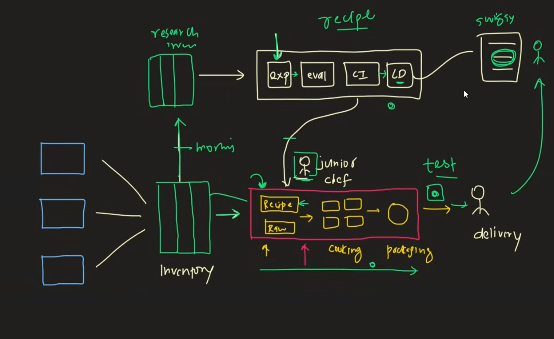 recipe
swiggy
research
exp
eval
CI
CD
morning
junior
chef
test
Recipe
Raw
cooking
packaging
delivery
Inventory